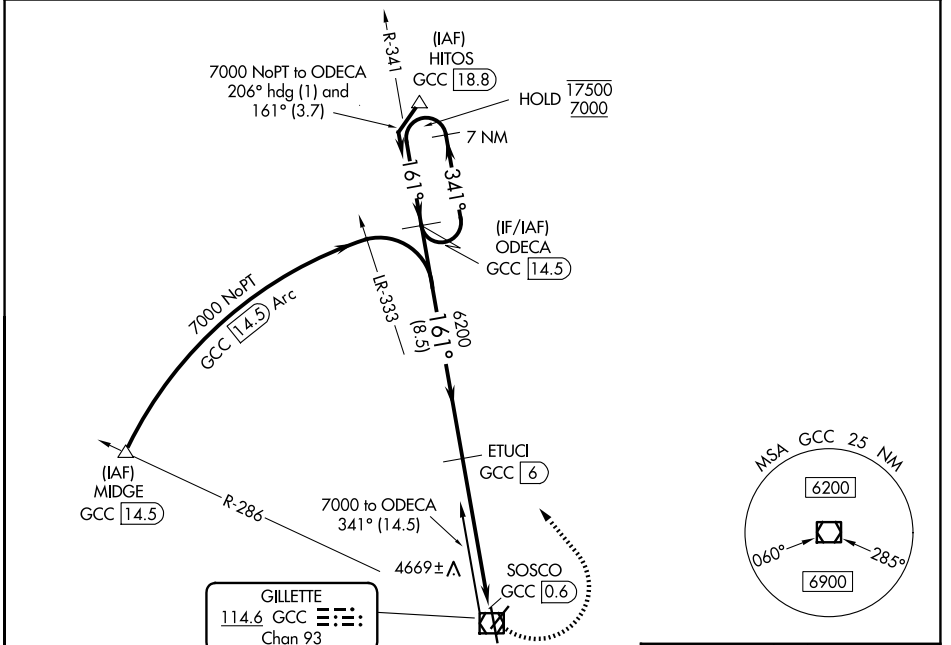 R-341
(IAF)
HITOS
GCC 18.8
7000 NoPT to ODECA
206° hdg (1) and
161° (3.7)
HOLD 17500
7000
7 NM
161°
341°
(IF/IAF)
ODECA
GCC 14.5
7000 NoPT
GCC 14.5 Arc
LR-333
6200
161°
(8.5)
(IAF)
MIDGE
GCC 14.5
R-286
ETUCI
GCC 6
7000 to ODECA
341° (14.5)
4669±
SOSCO
GCC 0.6
GILLETTE
114.6 GCC
Chan 93
MSA GCC 25 NM
6200
060°
285°
6900